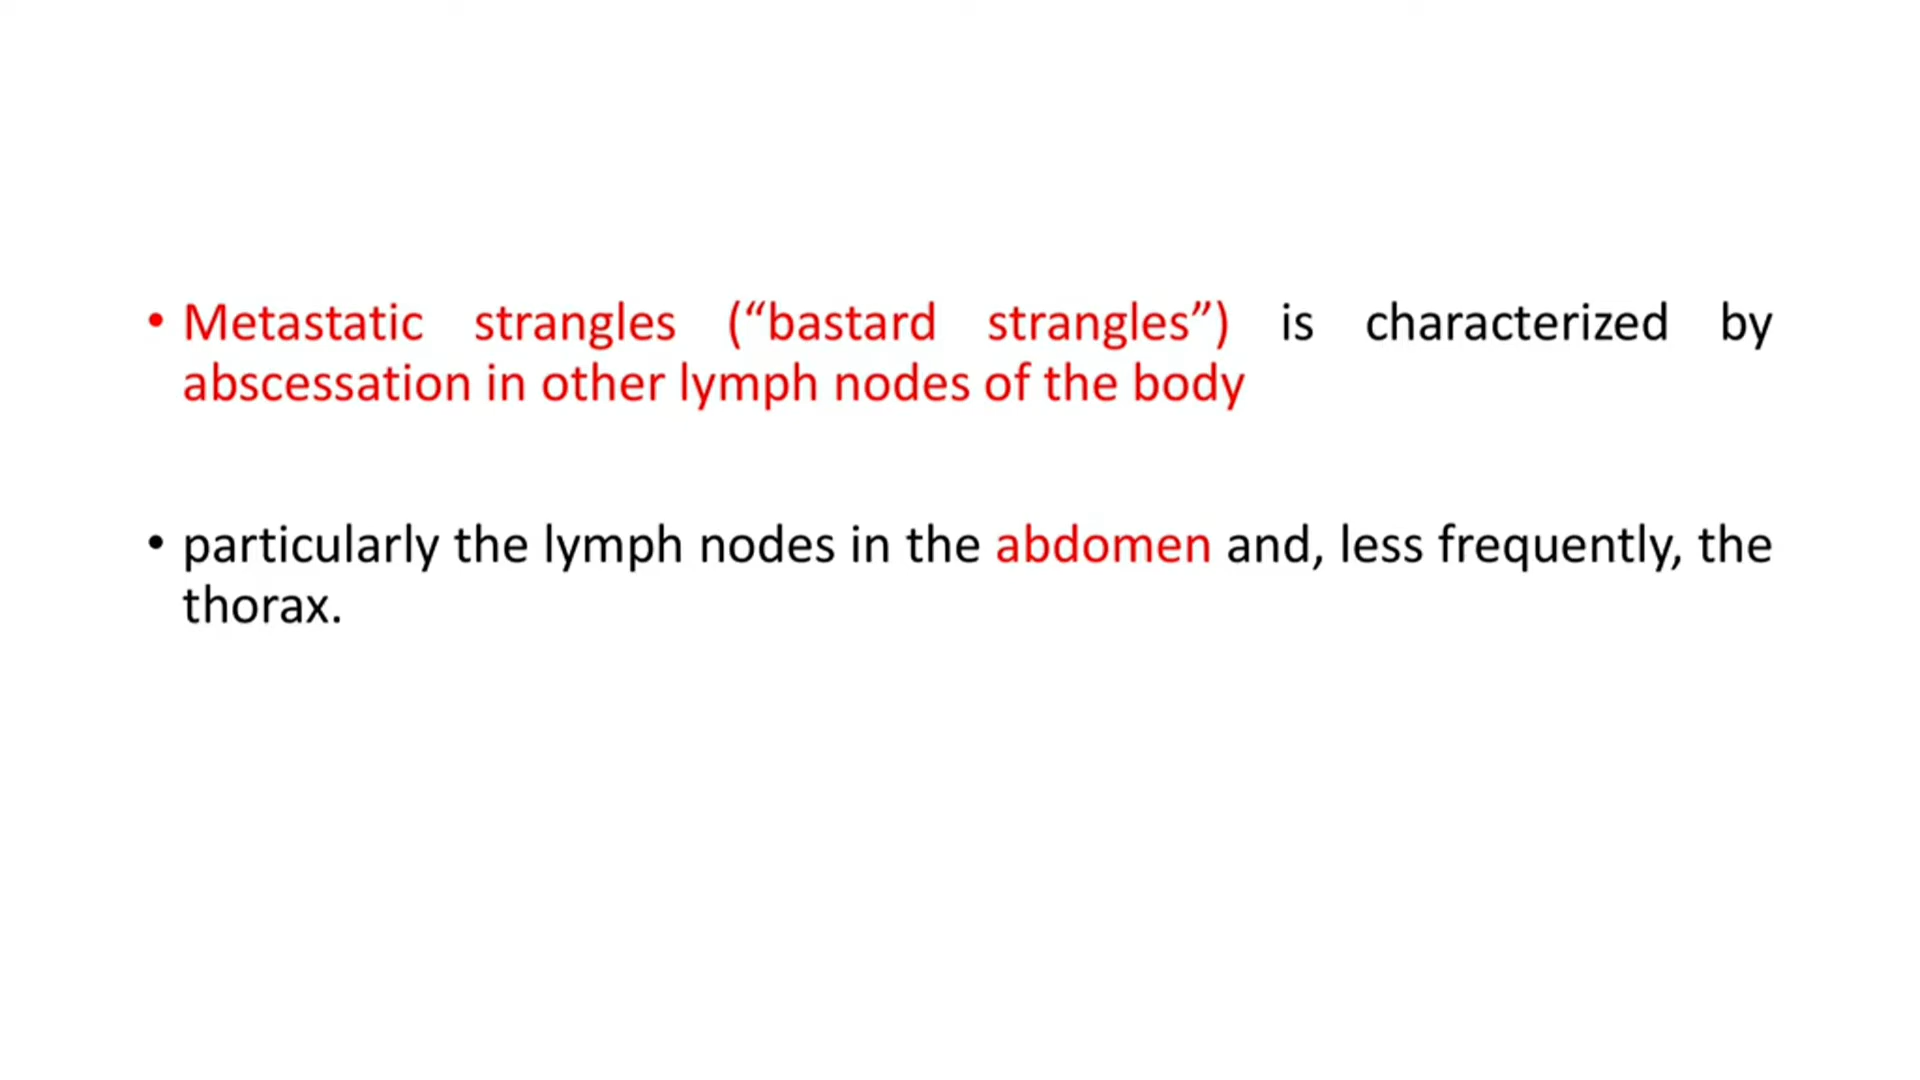 • Metastatic strangles (“bastard strangles”) is characterized by
abscessation in other lymph nodes of the body
• particularly the lymph nodes in the abdomen and, less frequently, the
thorax.